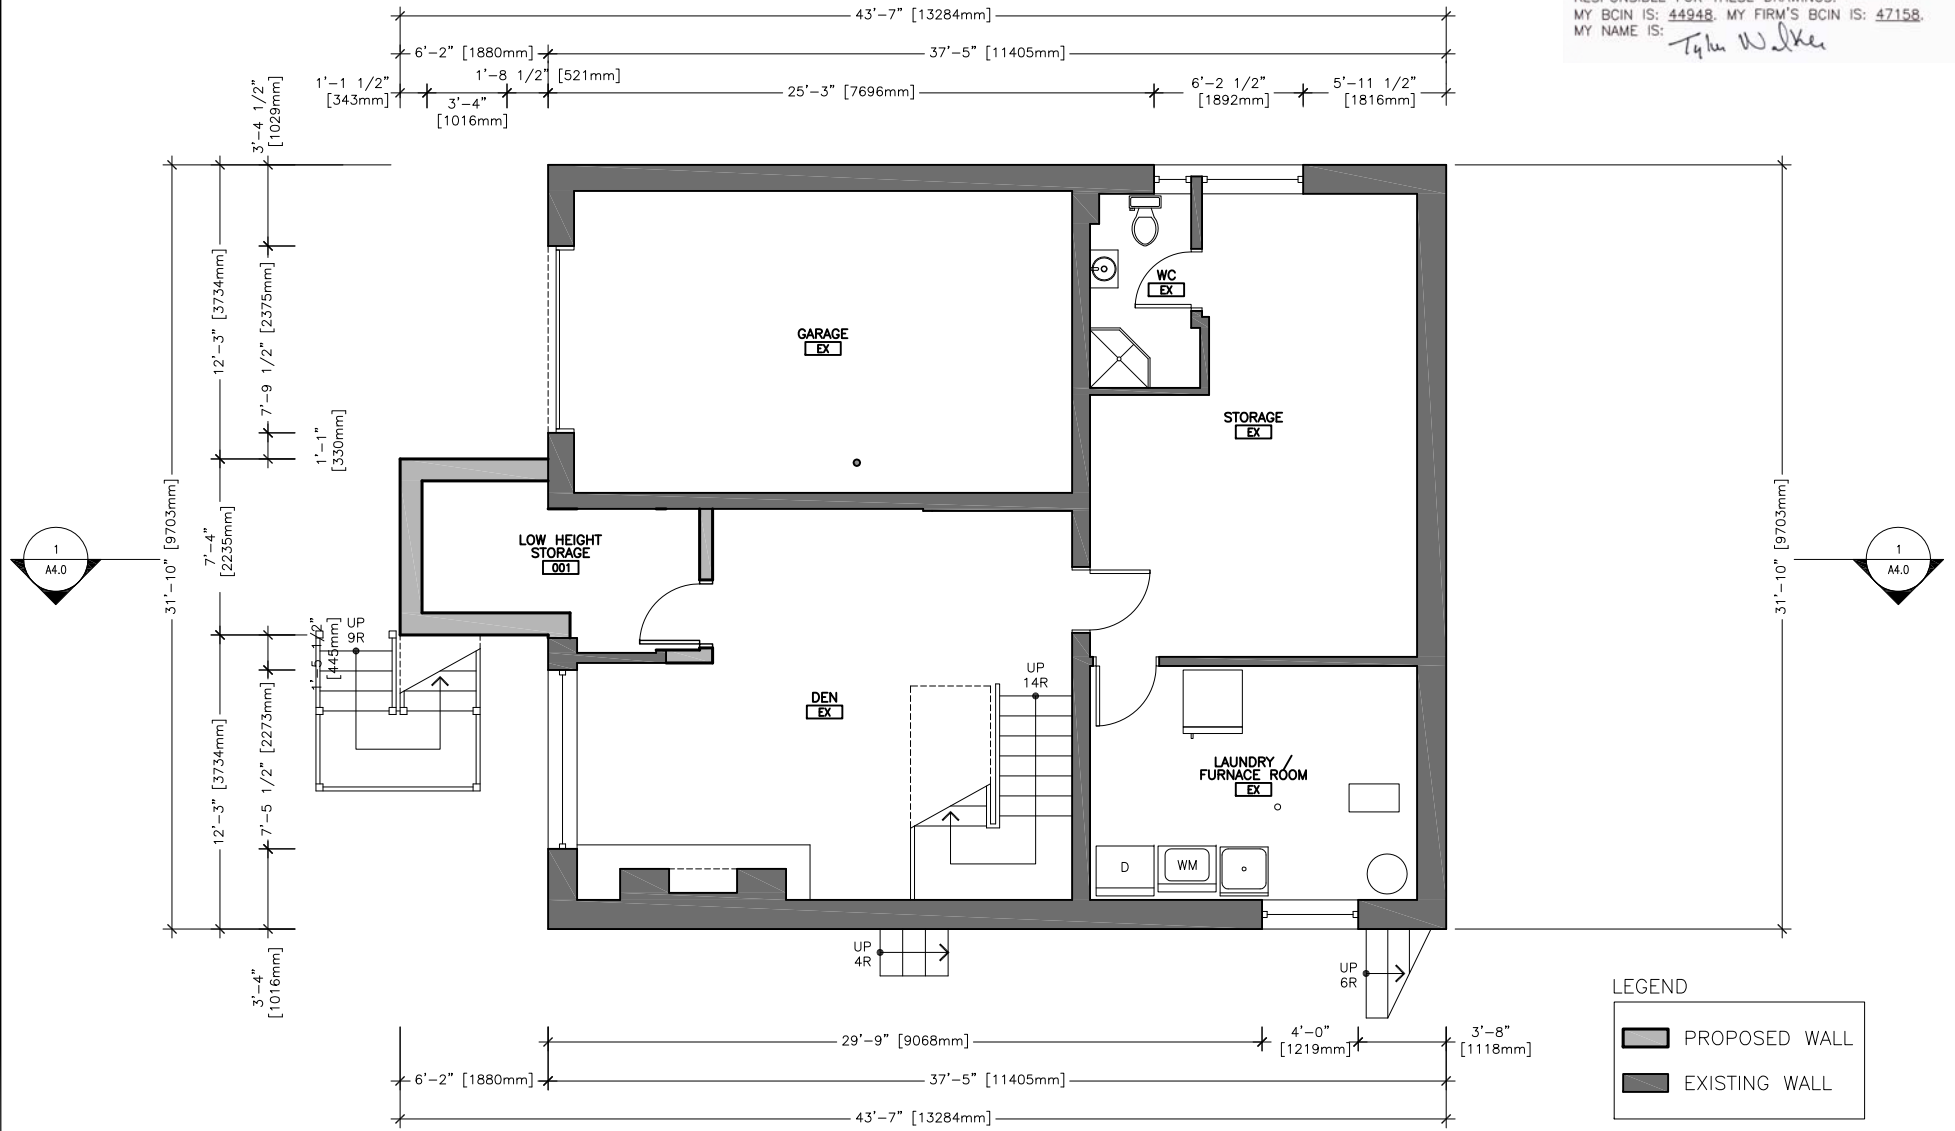 RESPONSIBLE FOR THESE DRAWINGS.
MY BCIN IS: 44948. MY FIRM'S BCIN IS: 47158.
MY NAME IS: Tyler Walker
43'-7" [13284mm]
6'-2" [1880mm]
37'-5" [11405mm]
1'-1 1/2"
[343mm]
3'-4"
[1016mm]
1'-8 1/2" [521mm]
25'-3" [7696mm]
6'-2 1/2"
[1892mm]
5'-11 1/2"
[1816mm]
3'-4 1/2"
[1029mm]
31'-10" [9703mm]
12'-3" [3734mm]
7'-9 1/2" [2375mm]
1'-1"
[330mm]
7'-4"
[2235mm]
1'-5 1/2"
[445mm]
12'-3" [3734mm]
7'-5 1/2" [2273mm]
3'-4"
[1016mm]
31'-10" [9703mm]
1
A4.0
1
A4.0
GARAGE
EX
WC
EX
STORAGE
EX
LOW HEIGHT
STORAGE
001
UP
9R
DEN
EX
UP
14R
LAUNDRY /
FURNACE ROOM
EX
D
WM
UP
4R
UP
6R
29'-9" [9068mm]
4'-0"
[1219mm]
3'-8"
[1118mm]
6'-2" [1880mm]
37'-5" [11405mm]
43'-7" [13284mm]
LEGEND
PROPOSED WALL
EXISTING WALL